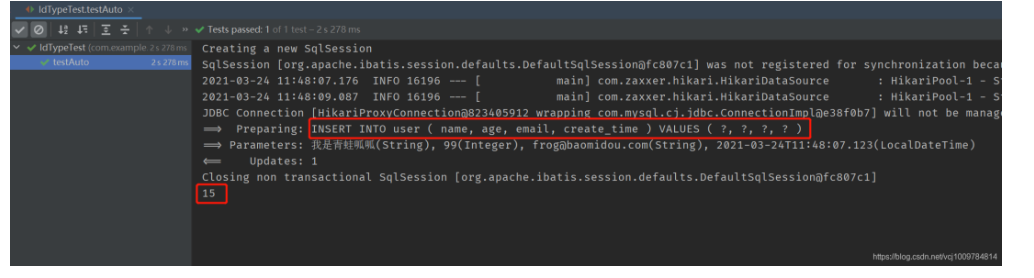 IdTypeTest.testAuto ×
Tests passed: 1 of 1 test – 2 s 278 ms
IdTypeTest (com.example 2 s 278 ms
testAuto 2 s 278 ms
Creating a new SqlSession
SqlSession [org.apache.ibatis.session.defaults.DefaultSqlSession@fc807c1] was not registered for synchronization becau
2021-03-24 11:48:07.176  INFO 16196 --- [           main] com.zaxxer.hikari.HikariDataSource       : HikariPool-1 - S
2021-03-24 11:48:09.087  INFO 16196 --- [           main] com.zaxxer.hikari.HikariDataSource       : HikariPool-1 - S
JDBC Connection [HikariProxyConnection@823405912 wrapping com.mysql.cj.jdbc.ConnectionImpl@e38f0b7] will not be manag
==>  Preparing: INSERT INTO user ( name, age, email, create_time ) VALUES ( ?, ?, ?, ? )
==> Parameters: 我是青蛙呱呱(String), 99(Integer), frog@baomidou.com(String), 2021-03-24T11:48:07.123(LocalDateTime)
<==    Updates: 1
Closing non transactional SqlSession [org.apache.ibatis.session.defaults.DefaultSqlSession@fc807c1]
15
https://blog.csdn.net/vcj1009784814